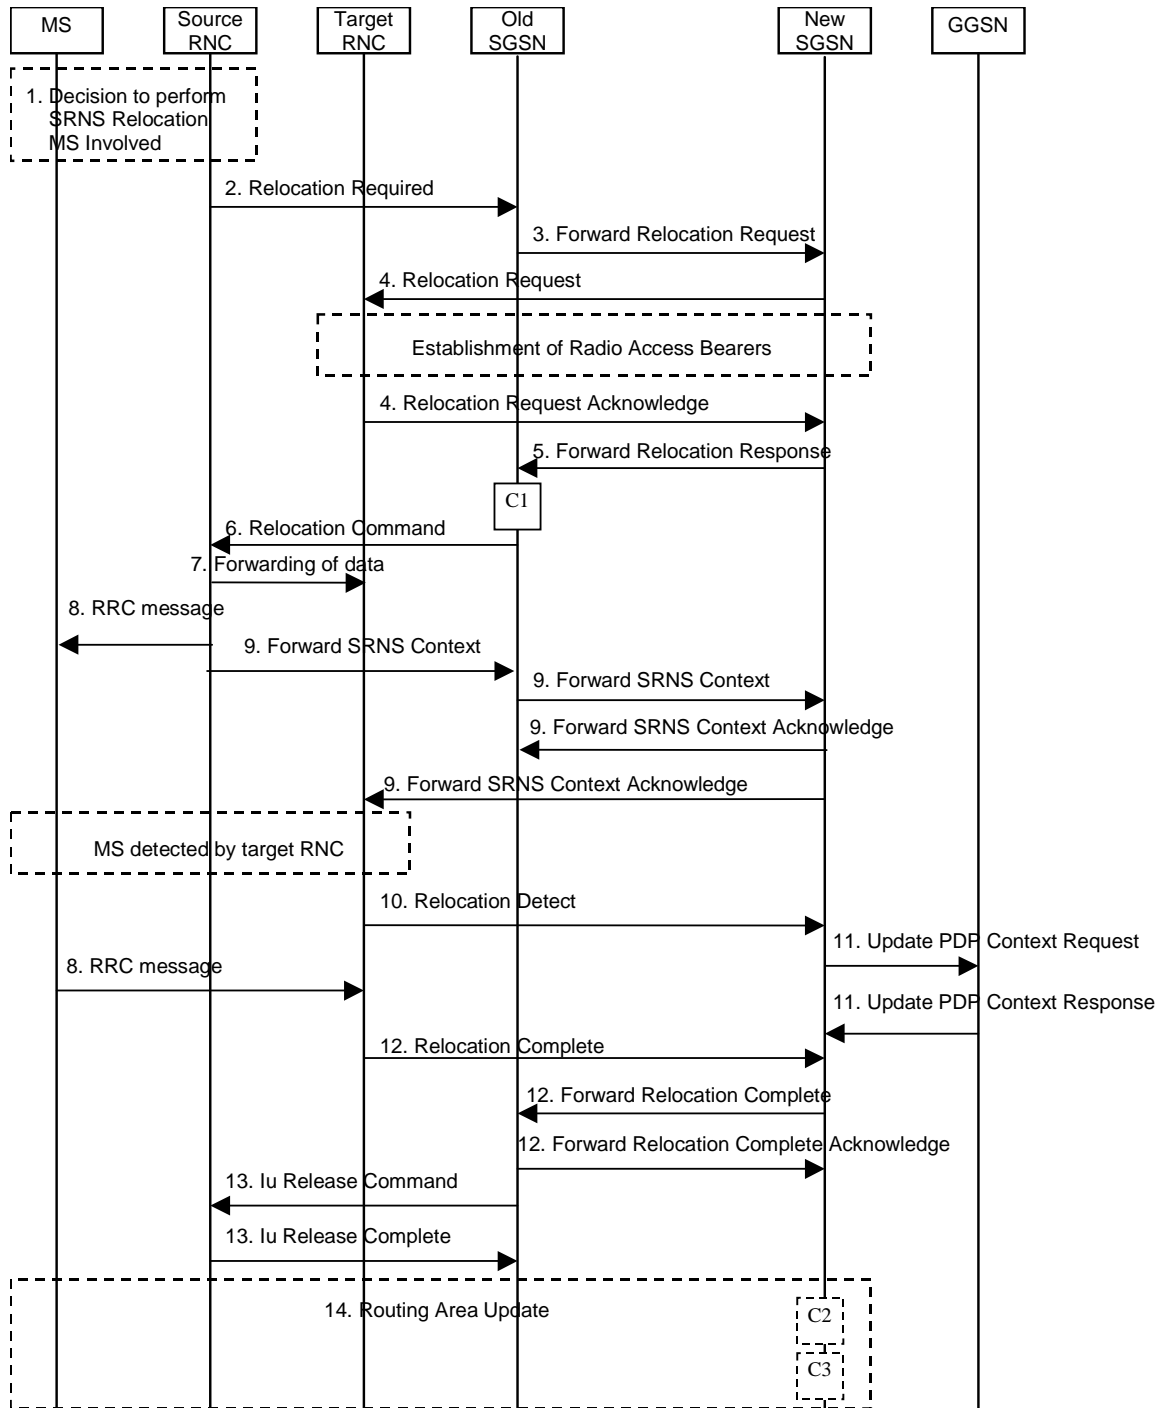 MS
Source
RNC
Target
RNC
Old
SGSN
New
SGSN
GGSN
1. Decision to perform
SRNS Relocation
MS Involved
2. Relocation Required
3. Forward Relocation Request
4. Relocation Request
Establishment of Radio Access Bearers
4. Relocation Request Acknowledge
5. Forward Relocation Response
C1
6. Relocation Command
7. Forwarding of data
8. RRC message
9. Forward SRNS Context
9. Forward SRNS Context
9. Forward SRNS Context Acknowledge
9. Forward SRNS Context Acknowledge
MS detected by target RNC
10. Relocation Detect
11. Update PDP Context Request
8. RRC message
11. Update PDP Context Response
12. Relocation Complete
12. Forward Relocation Complete
12. Forward Relocation Complete Acknowledge
13. Iu Release Command
13. Iu Release Complete
14. Routing Area Update
C2
C3